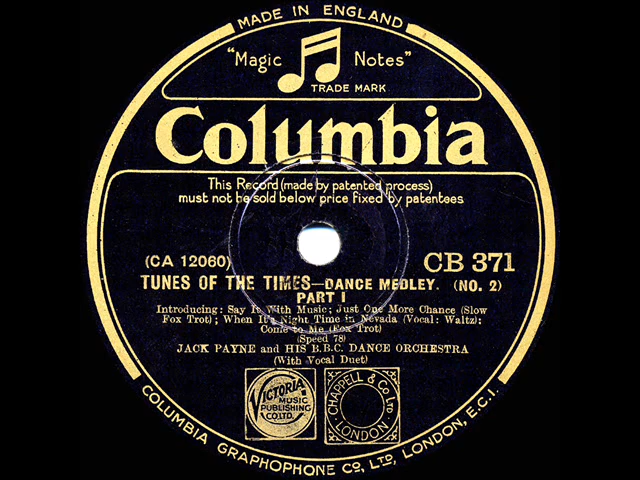 MADE IN ENGLAND
"Magic Notes"
TRADE MARK
Columbia
This Record (made by patented process)
must not be sold below price fixed by patentees
(CA 12060) CB 371
TUNES OF THE TIMES—DANCE MEDLEY. (NO. 2)
PART I
Introducing: Say It With Music; Just One More Chance (Slow
Fox Trot); When It's Night Time in Nevada (Vocal: Waltz);
Come to Me (Fox Trot)
(Speed 78)
JACK PAYNE and HIS B.B.C. DANCE ORCHESTRA
(With Vocal Duet)
VICTORIA
MUSIC
PUBLISHING
CO LTD.
CHAPPELL & Co Ltd
LONDON
COLUMBIA GRAPHOPHONE CO., LTD, LONDON, E.C.1.